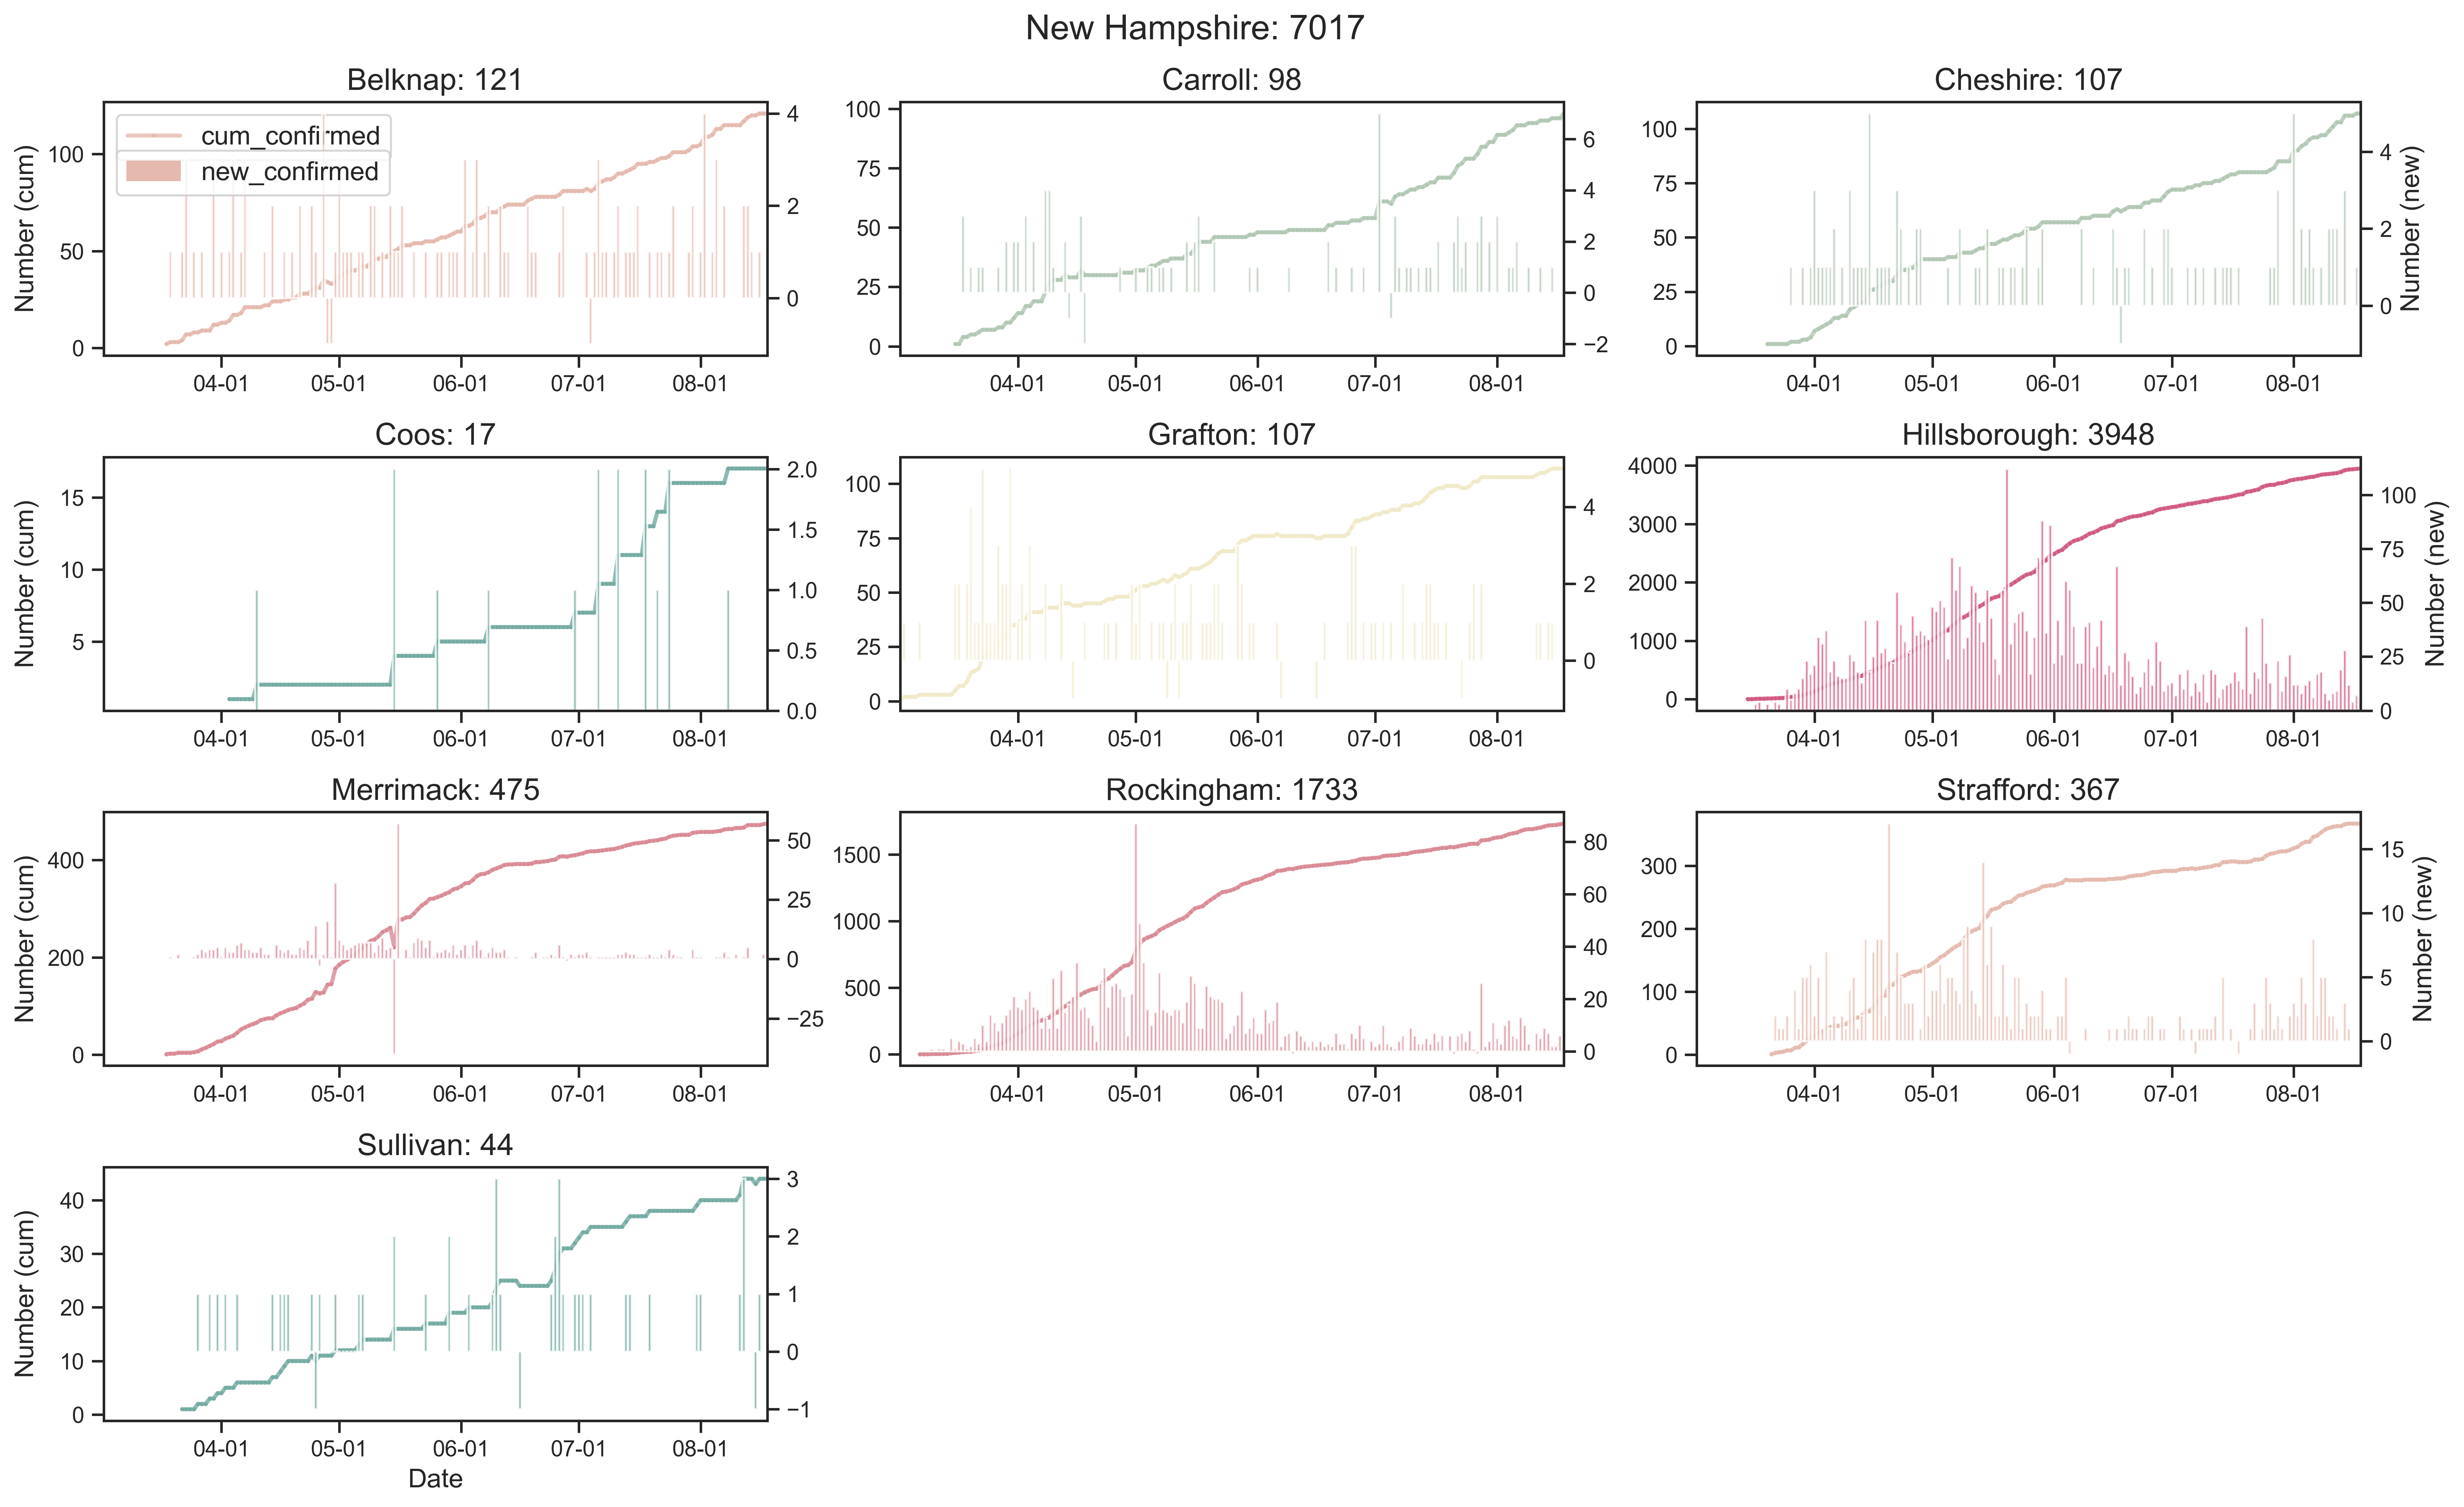 New Hampshire: 7017
Belknap: 121
Carroll: 98
Cheshire: 107
Number (cum)
100
50
0
cum_confirmed
new_confirmed
4
2
0
04-01 05-01 06-01 07-01 08-01
100
75
50
25
0
6
4
2
0
−2
04-01 05-01 06-01 07-01 08-01
100
75
50
25
0
4
2
0
Number (new)
04-01 05-01 06-01 07-01 08-01
Coos: 17
Grafton: 107
Hillsborough: 3948
Number (cum)
15
10
5
2.0
1.5
1.0
0.5
0.0
04-01 05-01 06-01 07-01 08-01
100
75
50
25
0
4
2
0
04-01 05-01 06-01 07-01 08-01
4000
3000
2000
1000
0
100
75
50
25
0
Number (new)
04-01 05-01 06-01 07-01 08-01
Merrimack: 475
Rockingham: 1733
Strafford: 367
Number (cum)
400
200
0
50
25
0
−25
04-01 05-01 06-01 07-01 08-01
1500
1000
500
0
80
60
40
20
0
04-01 05-01 06-01 07-01 08-01
300
200
100
0
15
10
5
0
Number (new)
04-01 05-01 06-01 07-01 08-01
Sullivan: 44
Number (cum)
40
30
20
10
0
3
2
1
0
−1
04-01 05-01 06-01 07-01 08-01
Date